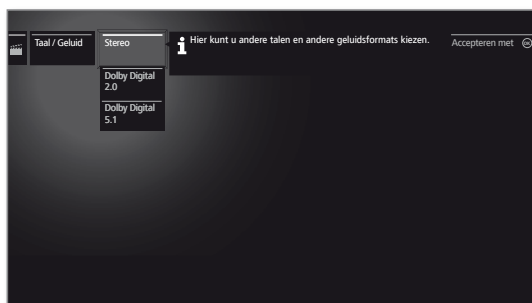 Taal / Geluid
Stereo
Hier kunt u andere talen en andere geluidsformats kiezen.
Accepteren met OK
Dolby Digital
2.0
Dolby Digital
5.1